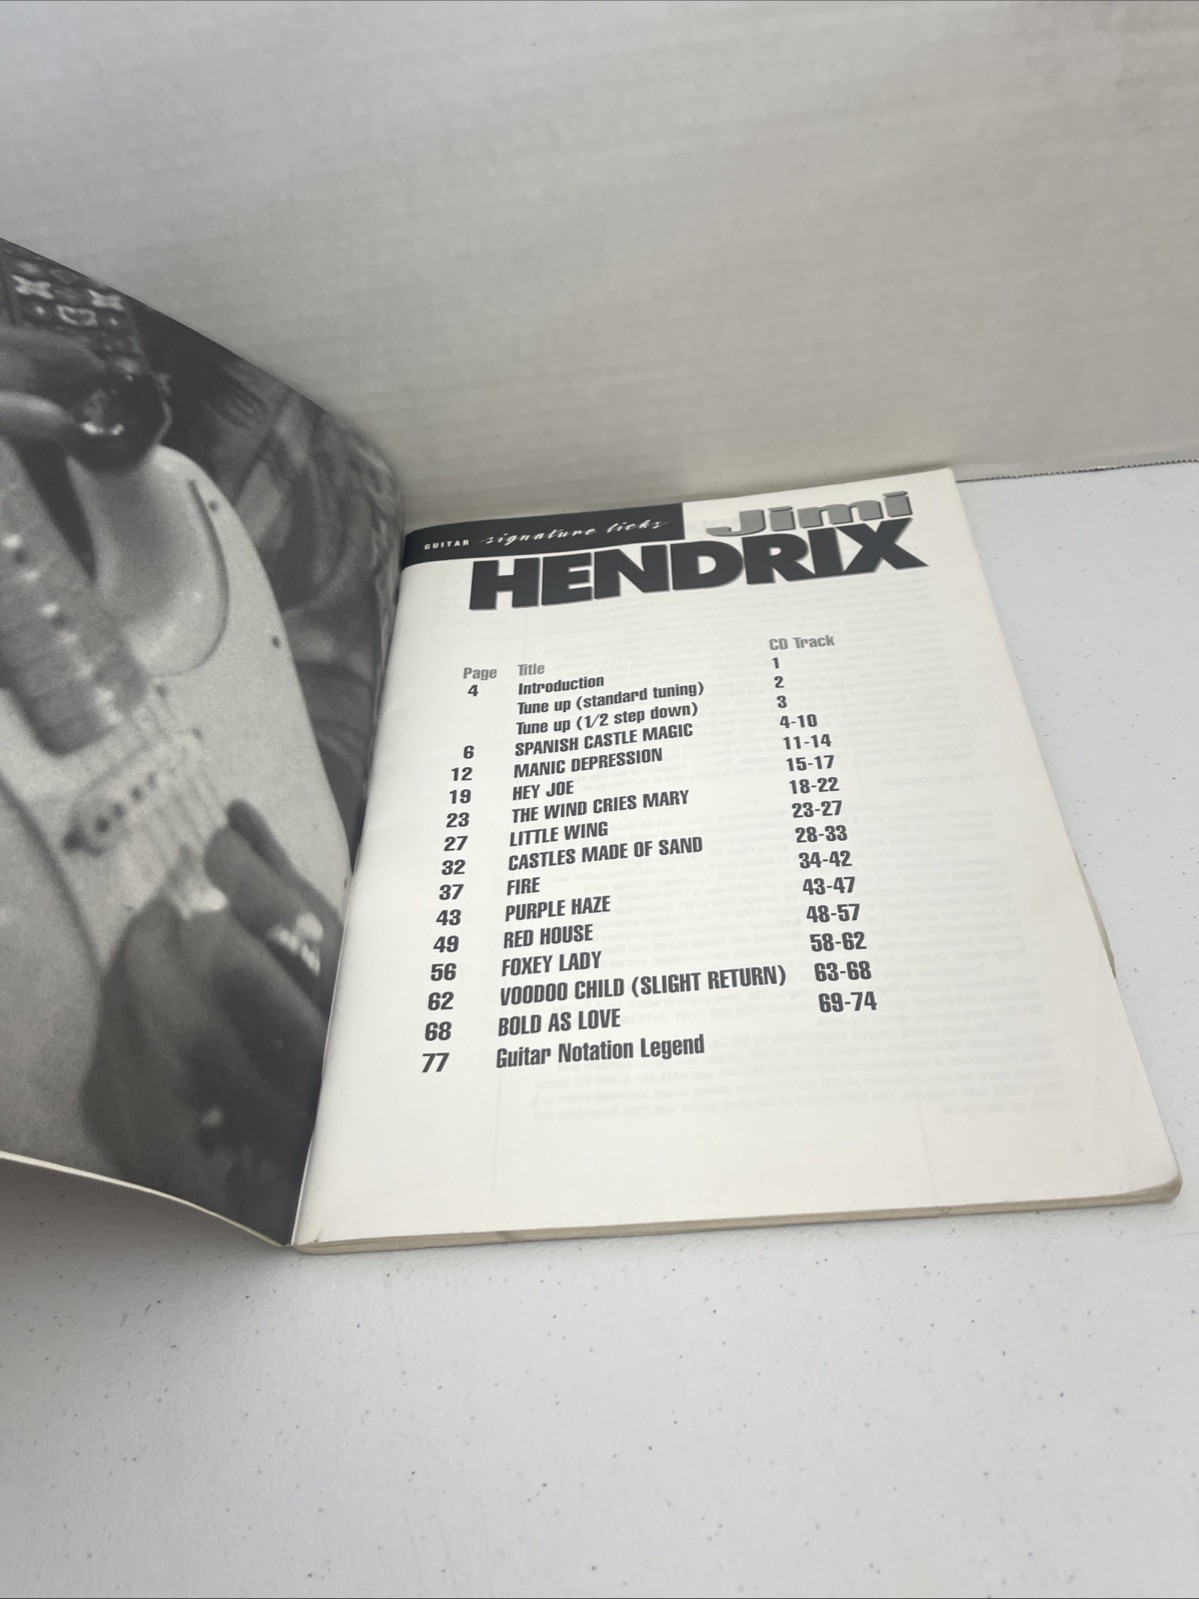 GUITAR signature licks
Jimi
HENDRIX
Page Title CD Track
4 Introduction 1
Tune up (standard tuning) 2
Tune up (1/2 step down) 3
6 SPANISH CASTLE MAGIC 4-10
12 MANIC DEPRESSION 11-14
19 HEY JOE 15-17
23 THE WIND CRIES MARY 18-22
27 LITTLE WING 23-27
32 CASTLES MADE OF SAND 28-33
37 FIRE 34-42
43 PURPLE HAZE 43-47
49 RED HOUSE 48-57
56 FOXEY LADY 58-62
62 VOODOO CHILD (SLIGHT RETURN) 63-68
68 BOLD AS LOVE 69-74
77 Guitar Notation Legend